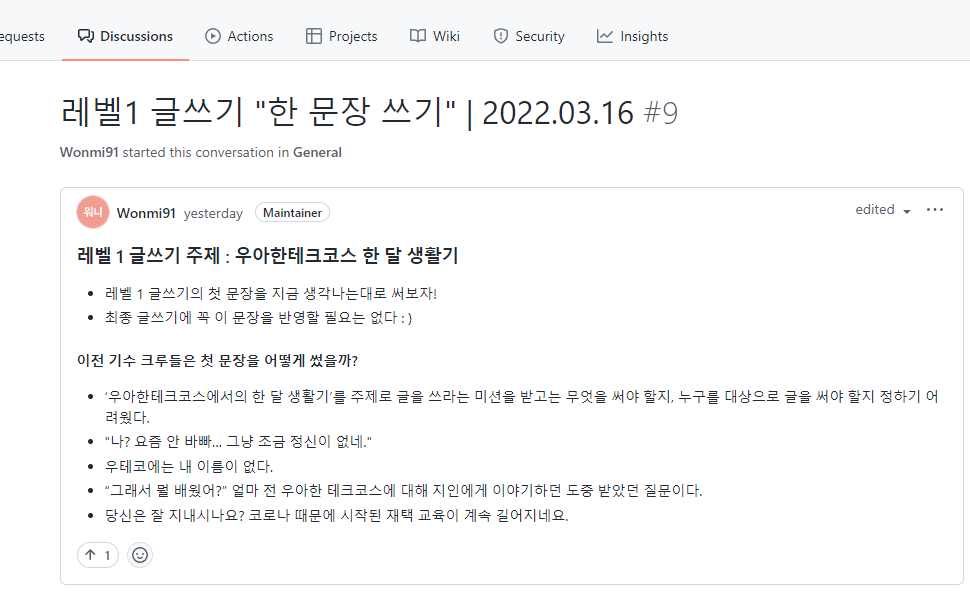 equests Discussions Actions Projects Wiki Security Insights
레벨1 글쓰기 "한 문장 쓰기" | 2022.03.16 #9
Wonmi91 started this conversation in General
워니 Wonmi91 yesterday Maintainer edited
레벨 1 글쓰기 주제 : 우아한테크코스 한 달 생활기
레벨 1 글쓰기의 첫 문장을 지금 생각나는대로 써보자!
최종 글쓰기에 꼭 이 문장을 반영할 필요는 없다 : )
이전 기수 크루들은 첫 문장을 어떻게 썼을까?
‘우아한테크코스에서의 한 달 생활기’를 주제로 글을 쓰라는 미션을 받고는 무엇을 써야 할지, 누구를 대상으로 글을 써야 할지 정하기 어
려웠다.
"나? 요즘 안 바빠... 그냥 조금 정신이 없네."
우테코에는 내 이름이 없다.
“그래서 뭘 배웠어?” 얼마 전 우아한 테크코스에 대해 지인에게 이야기하던 도중 받았던 질문이다.
당신은 잘 지내시나요? 코로나 때문에 시작된 재택 교육이 계속 길어지네요.
1